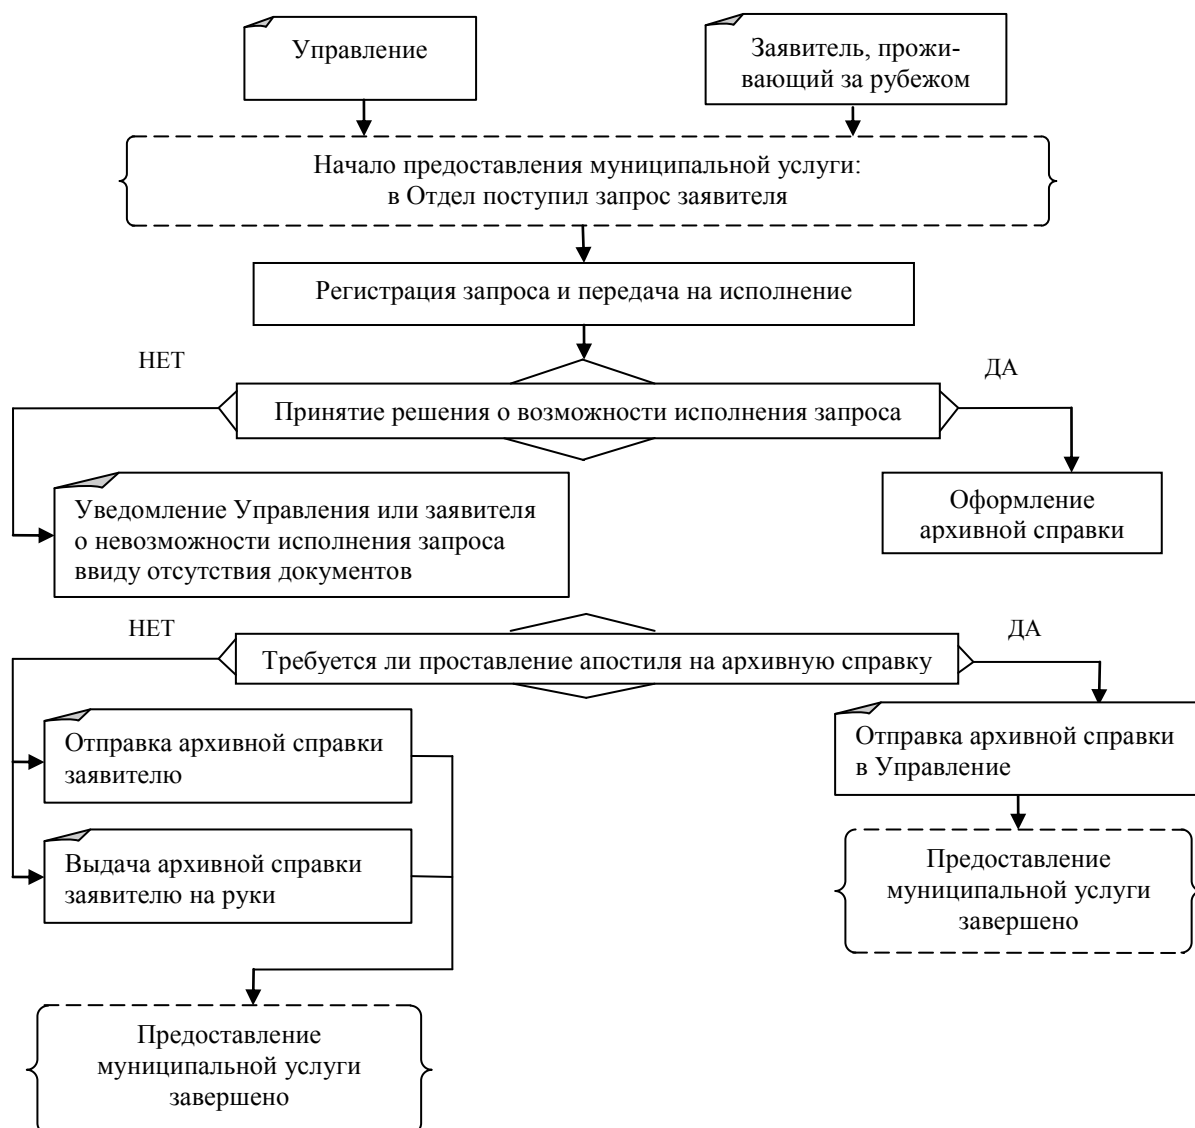 Управление
Заявитель, прожи-
вающий за рубежом
Начало предоставления муниципальной услуги:
в Отдел поступил запрос заявителя
Регистрация запроса и передача на исполнение
НЕТ
ДА
Принятие решения о возможности исполнения запроса
Уведомление Управления или заявителя
о невозможности исполнения запроса
ввиду отсутствия документов
Оформление
архивной справки
НЕТ
ДА
Требуется ли проставление апостиля на архивную справку
Отправка архивной справки
заявителю
Отправка архивной справки
в Управление
Выдача архивной справки
заявителю на руки
Предоставление
муниципальной услуги
завершено
Предоставление
муниципальной услуги
завершено